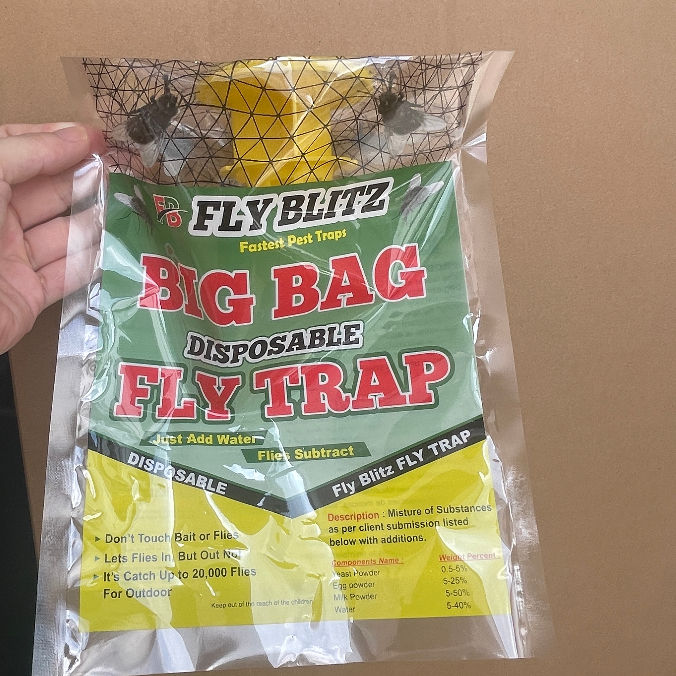 FB FLY BLITZ
Fastest Pest Traps
BIG BAG
DISPOSABLE
FLY TRAP
Just Add Water
Flies Subtract
DISPOSABLE
Fly Blitz FLY TRAP
▸ Don't Touch Bait or Flies
▸ Lets Flies In, But Out Not
▸ It's Catch Up to 20,000 Flies
For Outdoor
Keep out of the reach of the children
Description : Misture of Substances
as per client submission listed
below with additions.
Components Name : Weight Percent
Yeast Powder 0.5-5%
Egg powder 5-25%
Milk Powder 5-50%
Water 5-40%